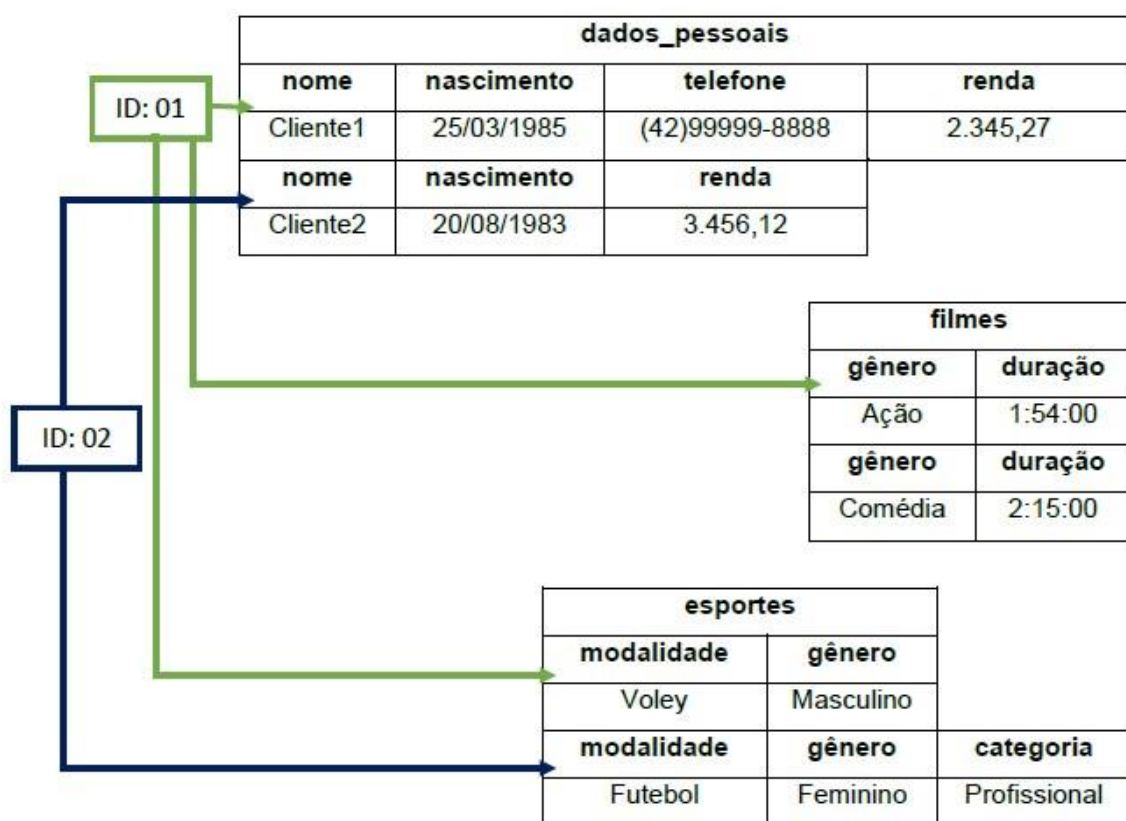 dados_pessoais
nome nascimento telefone renda
ID: 01
Cliente1 25/03/1985 (42)99999-8888 2.345,27
nome nascimento renda
Cliente2 20/08/1983 3.456,12
filmes
gênero duração
Ação 1:54:00
ID: 02
gênero duração
Comédia 2:15:00
esportes
modalidade gênero
Voley Masculino
modalidade gênero categoria
Futebol Feminino Profissional